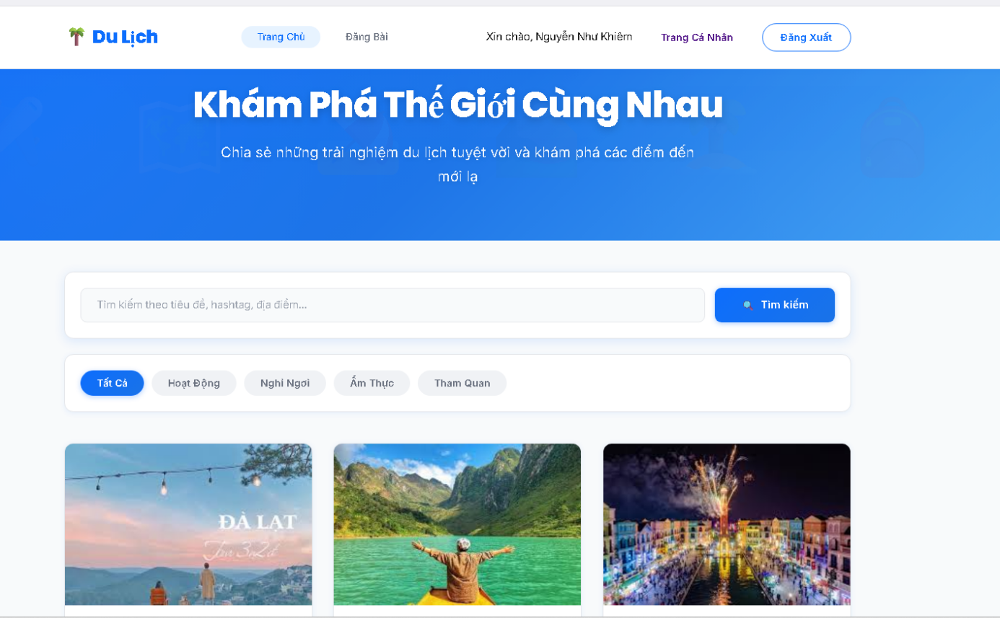 Du Lịch
Trang Chủ
Đăng Bài
Xin chào, Nguyễn Như Khiêm
Trang Cá Nhân
Đăng Xuất
Khám Phá Thế Giới Cùng Nhau
Chia sẻ những trải nghiệm du lịch tuyệt vời và khám phá các điểm đến
mới lạ
Tìm kiếm theo tiêu đề, hashtag, địa điểm...
Tìm kiếm
Tất Cả
Hoạt Động
Nghỉ Ngơi
Ẩm Thực
Tham Quan
ĐÀ LẠT
Tour 3n2đ